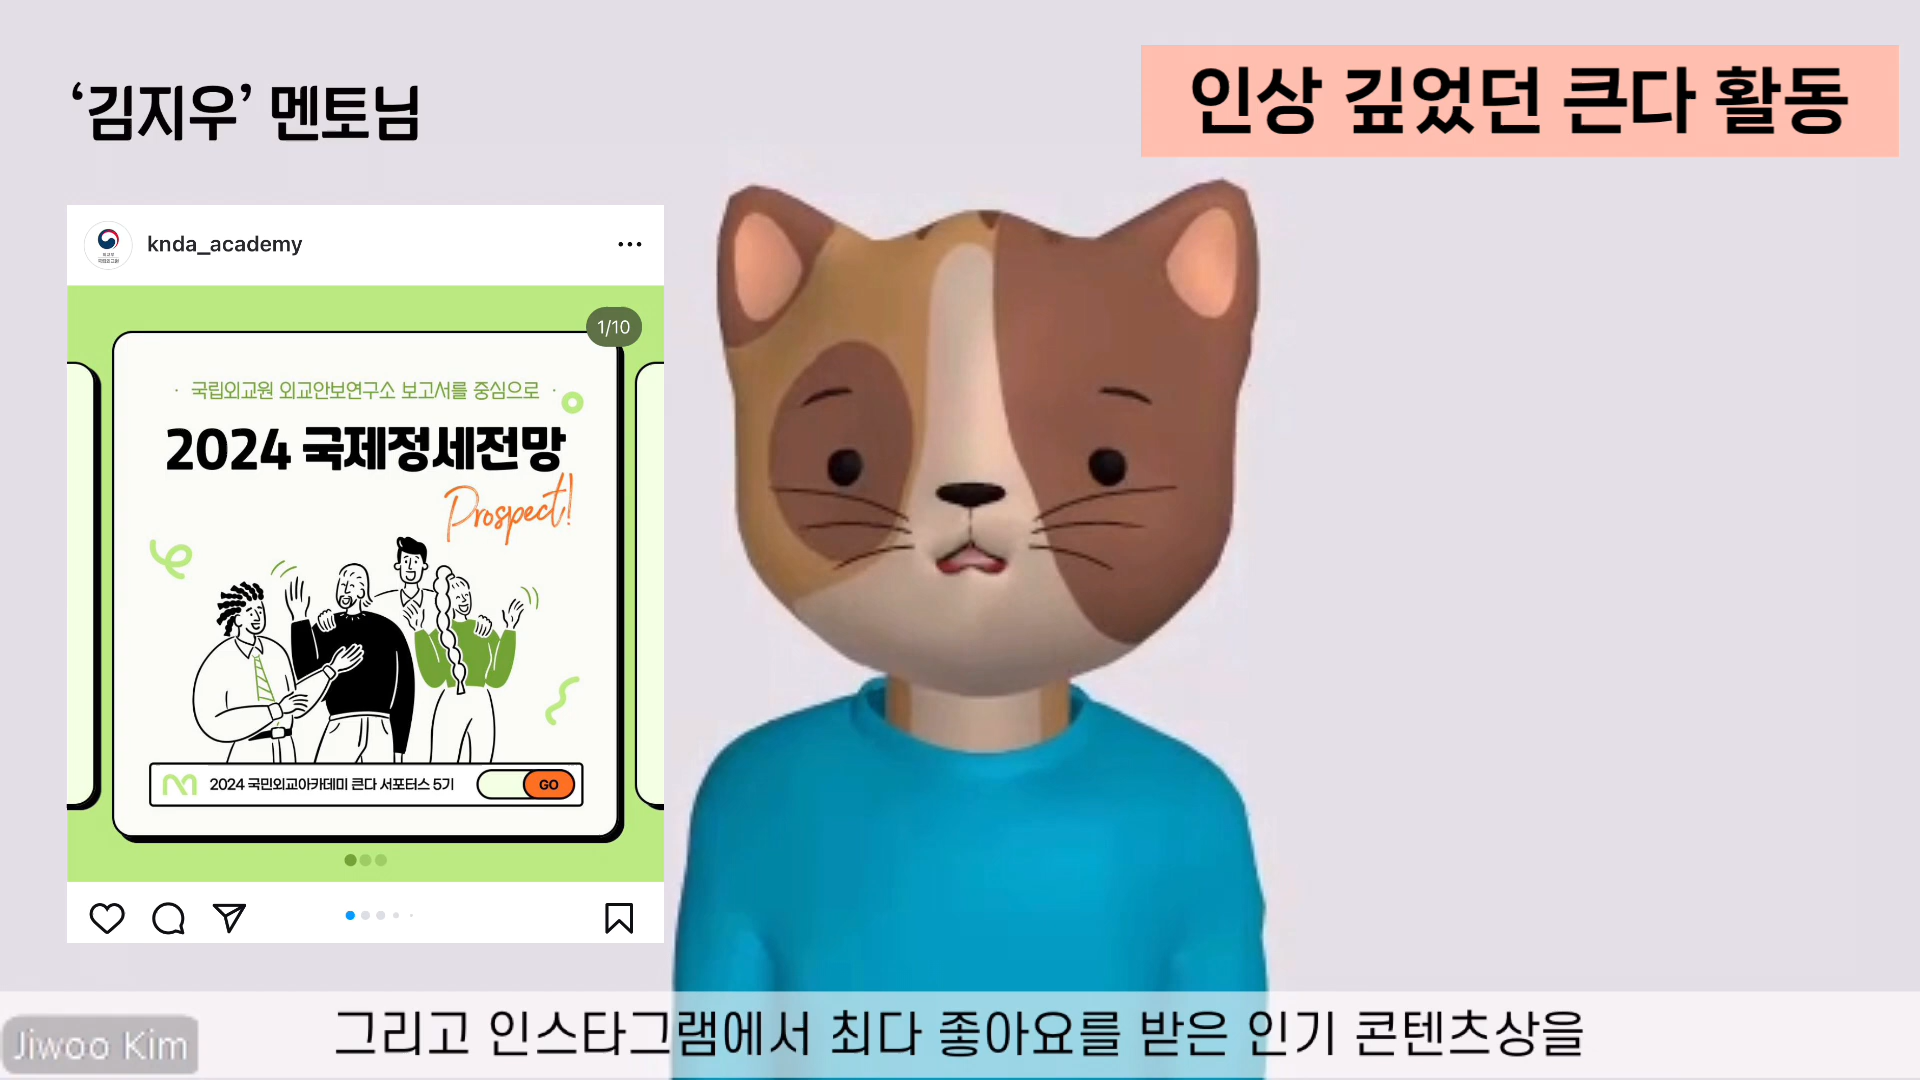 ‘김지우’ 멘토님
인상 깊었던 큰다 활동
knda_academy
1/10
· 국립외교원 외교안보연구소 보고서를 중심으로 ·
2024 국제정세전망
Prospect!
2024 국민외교아카데미 큰다 서포터스 5기
GO
그리고 인스타그램에서 최다 좋아요를 받은 인기 콘텐츠상을
Jiwoo Kim